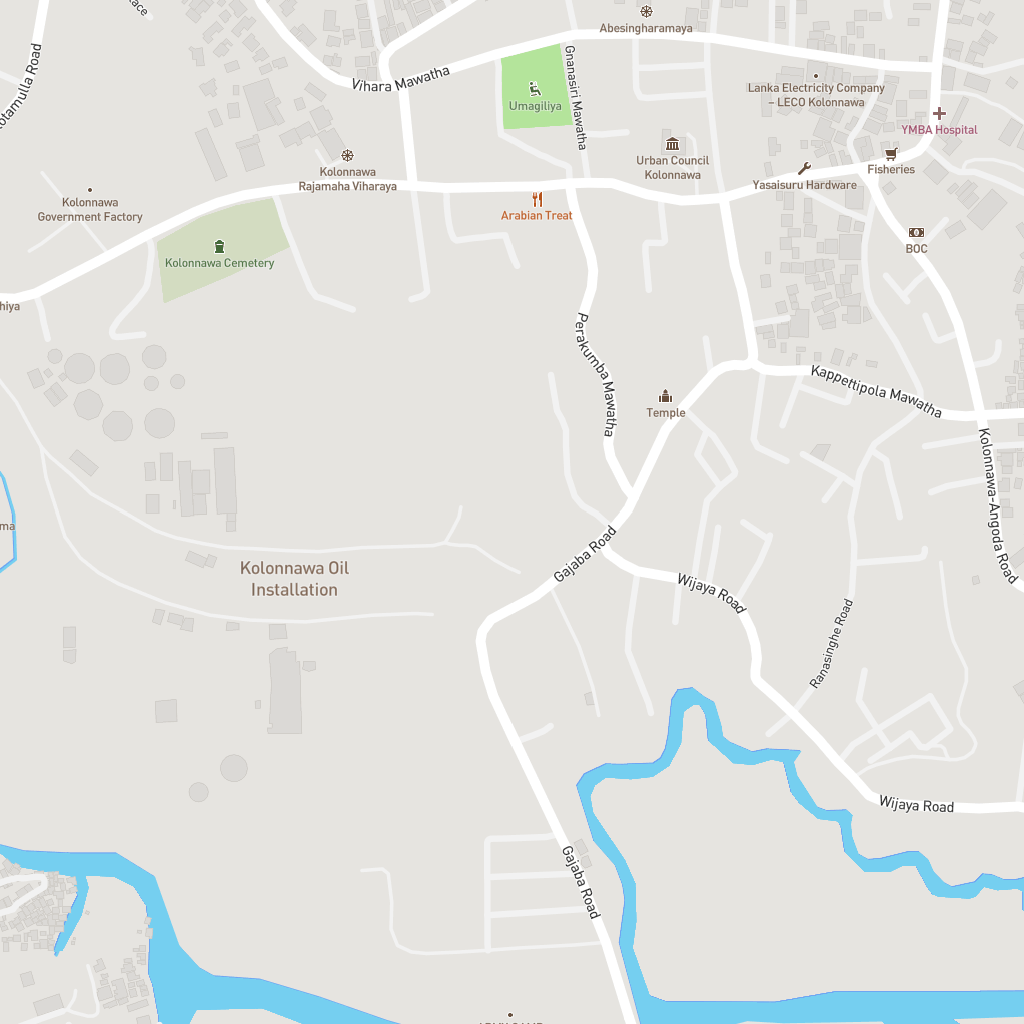 Abesingharamaya
Vihara Mawatha
Gnanasiri Mawatha
Umagiliya
Lanka Electricity Company
– LECO Kolonnawa
YMBA Hospital
Urban Council
Kolonnawa
Fisheries
Yasaisuru Hardware
Kolonnawa
Rajamaha Viharaya
Kolonnawa
Government Factory
Arabian Treat
BOC
Kolonnawa Cemetery
Perakumba Mawatha
Kappettipola Mawatha
Temple
Kolonnawa-Angoda Road
Gajaba Road
Kolonnawa Oil
Installation
Wijaya Road
Ranasinghe Road
Wijaya Road
Gajaba Road